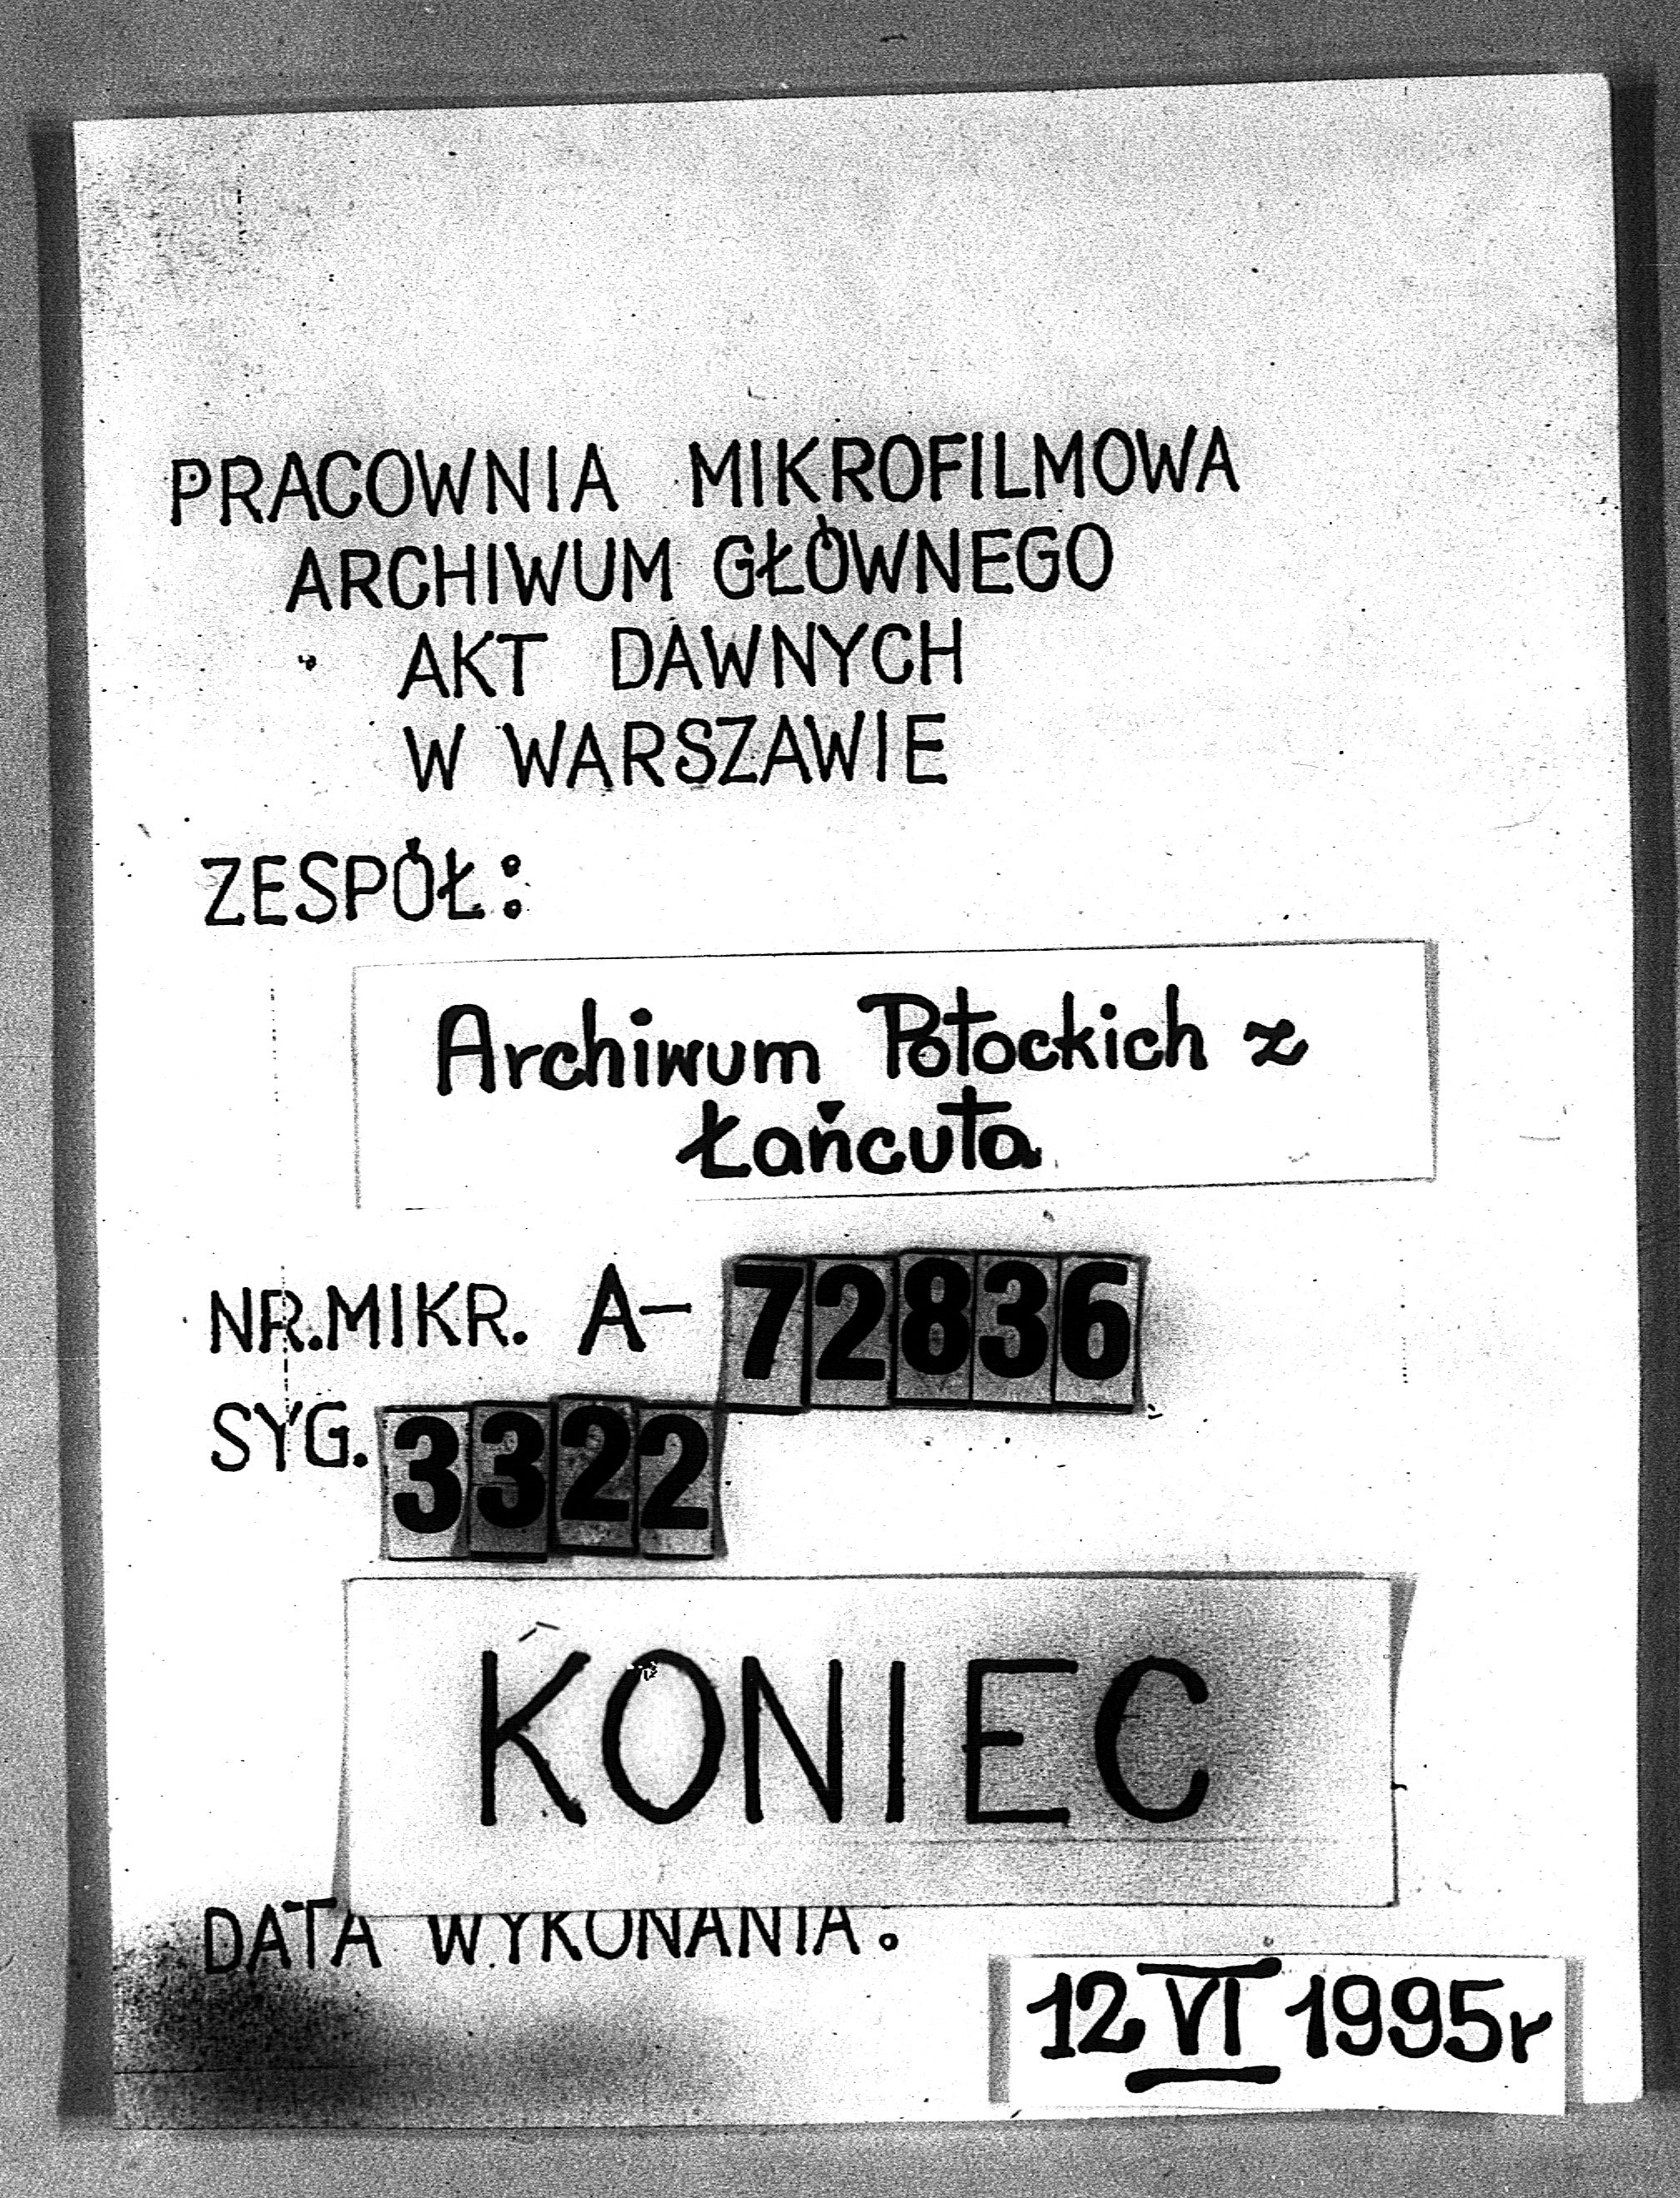 PRACOWNIA MIKROFILMOWA
ARCHIWUM GŁÓWNEGO
AKT DAWNYCH
W WARSZAWIE
ZESPÓŁ:
Archiwum Potockich z
Łańcuta
NR.MIKR. A-72836
SYG. 3322
KONIEC
DATA WYKONANIA.
12 VI 1995r